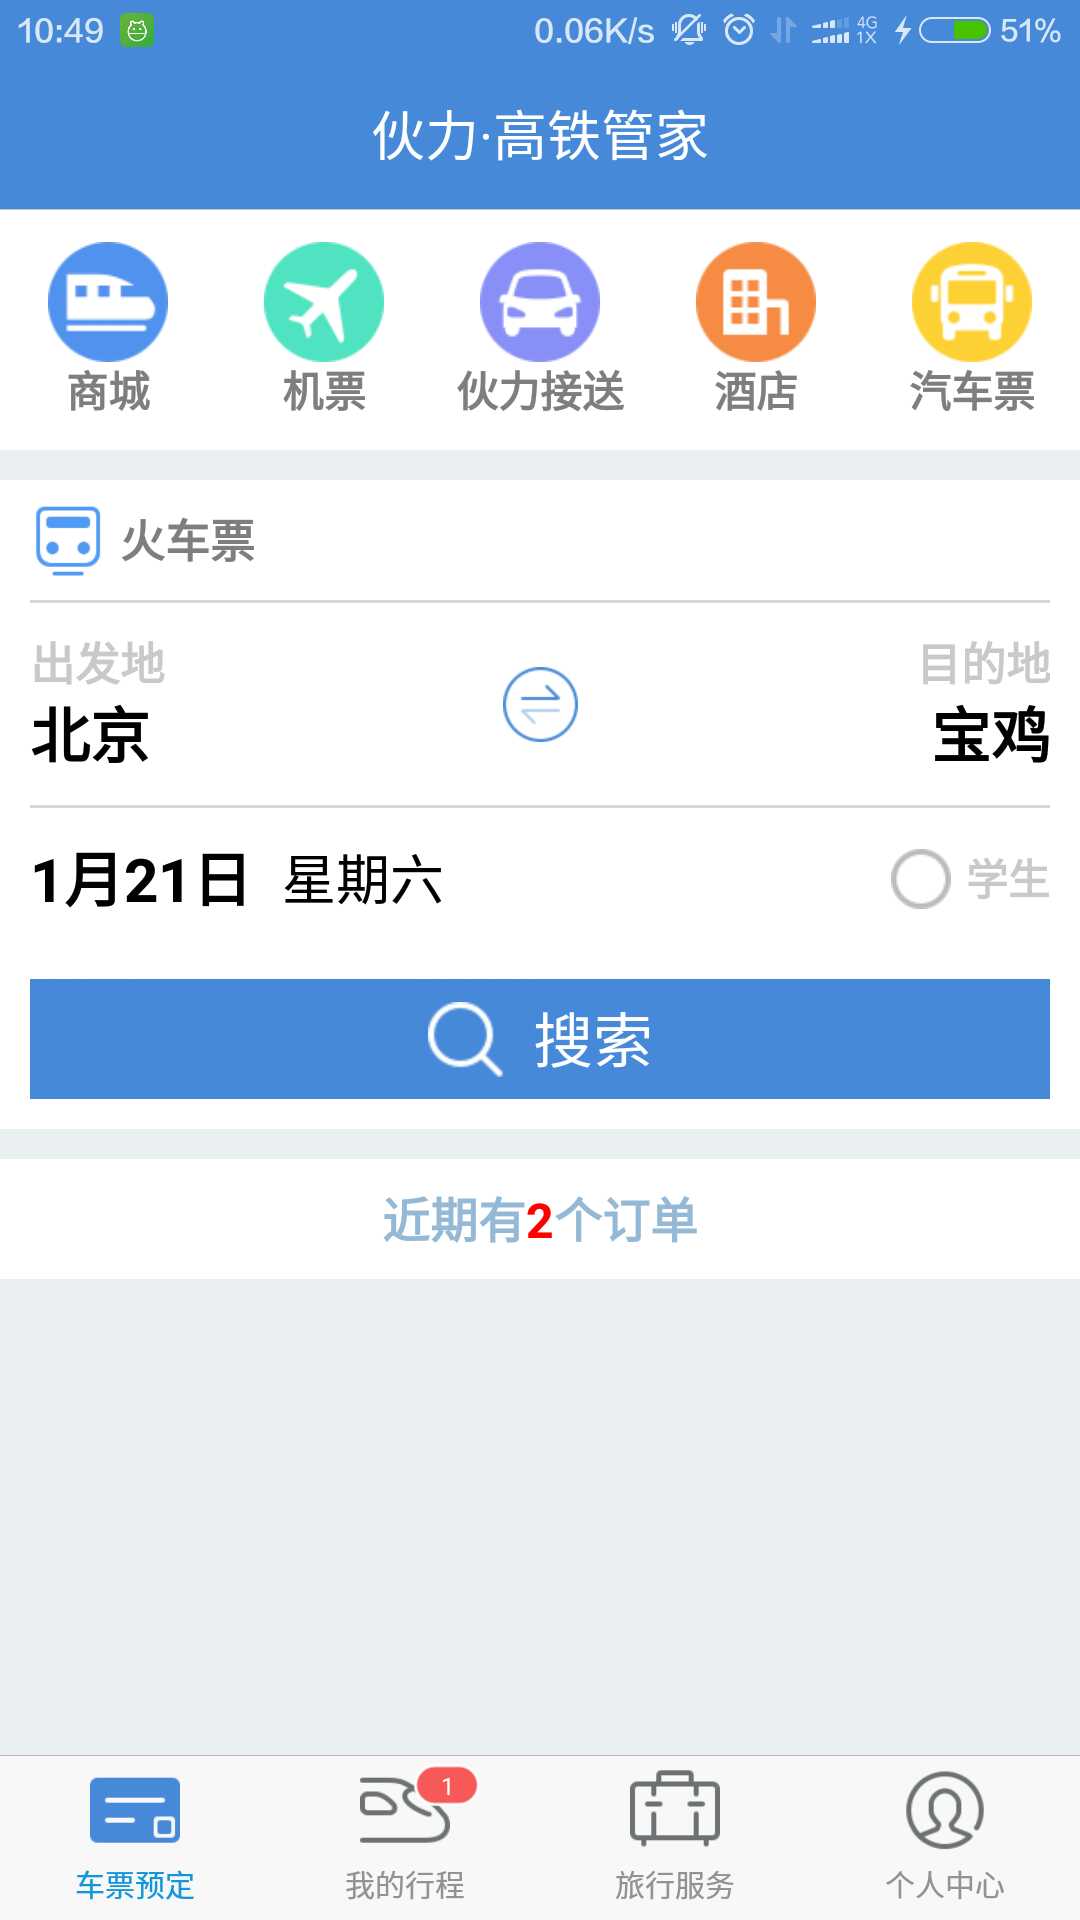 10:49 0.06K/s 4G 1X 51%
伙力·高铁管家
商城 机票 伙力接送 酒店 汽车票
火车票
出发地 目的地
北京 宝鸡
1月21日 星期六 学生
搜索
近期有2个订单
1
车票预定 我的行程 旅行服务 个人中心